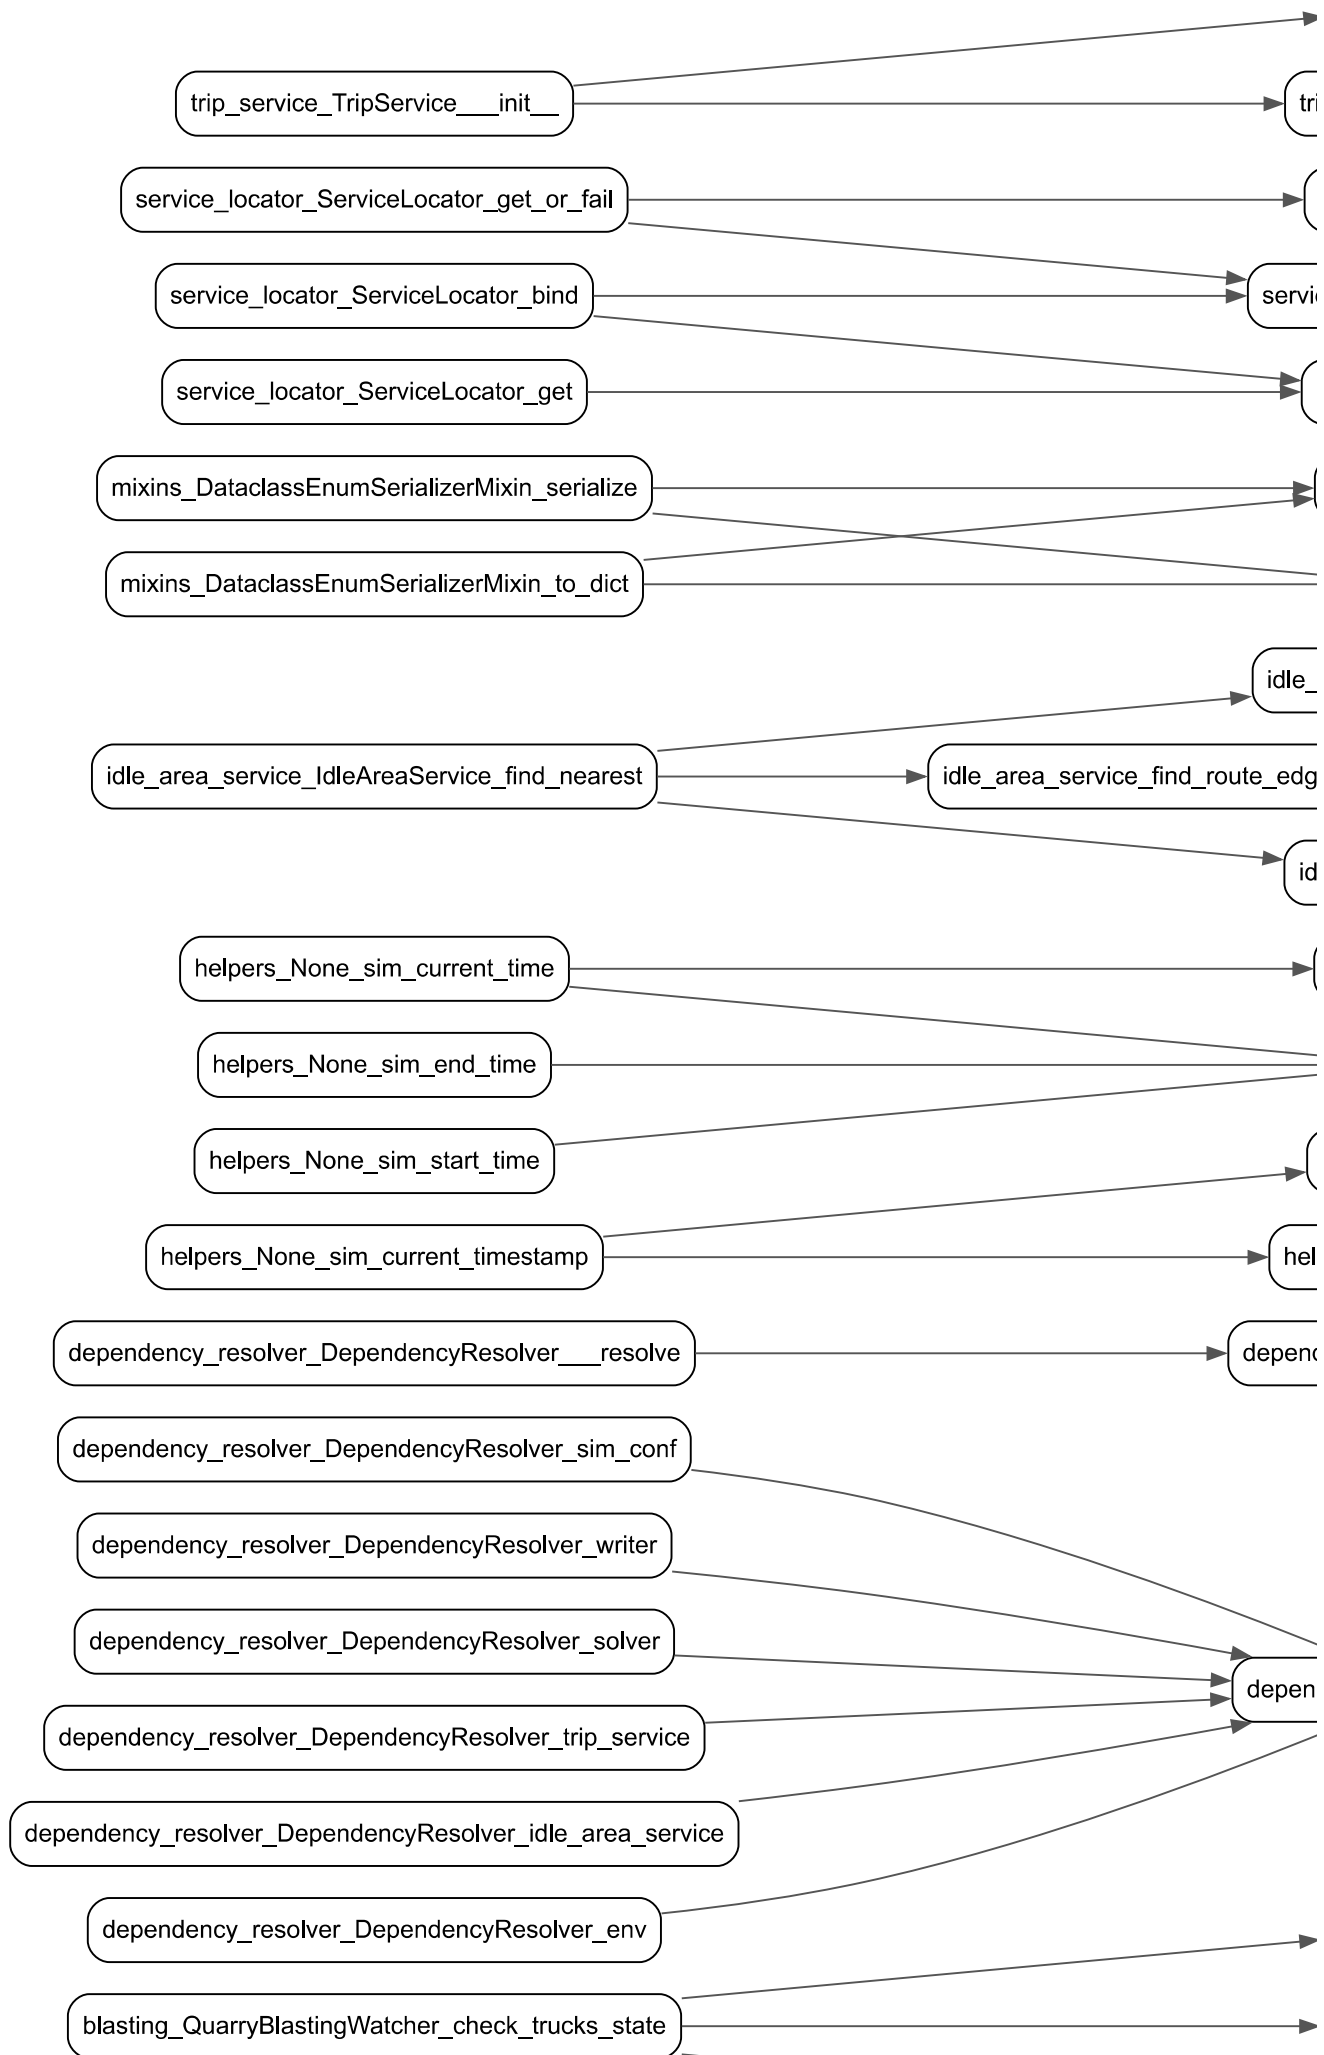 trip_service_TripService___init__
tri
service_locator_ServiceLocator_get_or_fail
service_locator_ServiceLocator_bind
servic
service_locator_ServiceLocator_get
mixins_DataclassEnumSerializerMixin_serialize
mixins_DataclassEnumSerializerMixin_to_dict
idle_
idle_area_service_IdleAreaService_find_nearest
idle_area_service_find_route_edg
id
helpers_None_sim_current_time
helpers_None_sim_end_time
helpers_None_sim_start_time
helpers_None_sim_current_timestamp
hel
dependency_resolver_DependencyResolver___resolve
depend
dependency_resolver_DependencyResolver_sim_conf
dependency_resolver_DependencyResolver_writer
dependency_resolver_DependencyResolver_solver
depen
dependency_resolver_DependencyResolver_trip_service
dependency_resolver_DependencyResolver_idle_area_service
dependency_resolver_DependencyResolver_env
blasting_QuarryBlastingWatcher_check_trucks_state